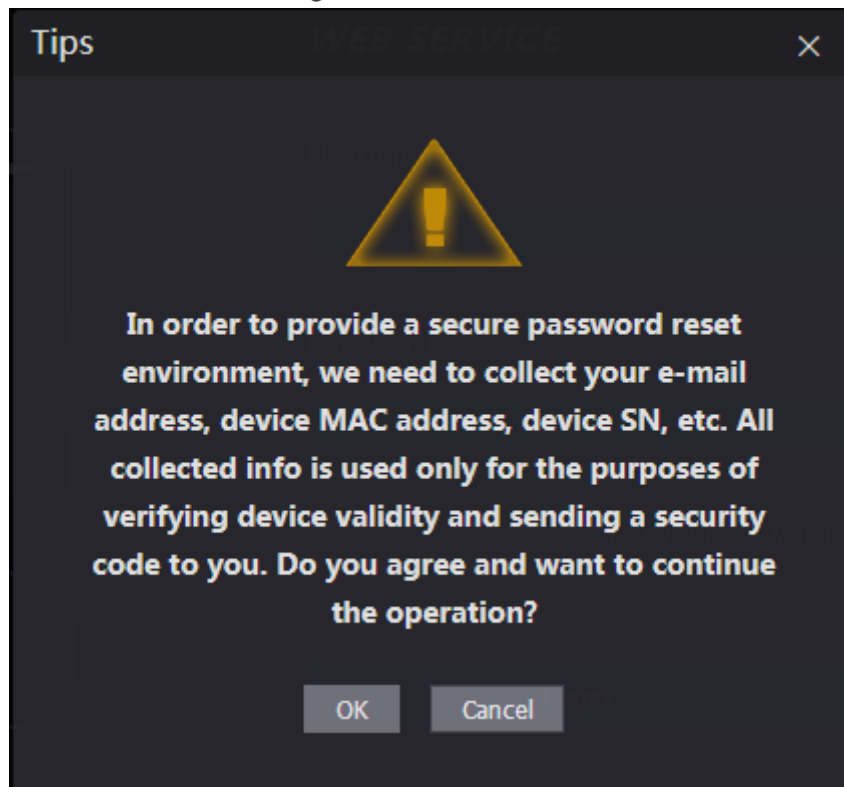 WEB SERVICE
Tips
In order to provide a secure password reset
environment, we need to collect your e-mail
address, device MAC address, device SN, etc. All
collected info is used only for the purposes of
verifying device validity and sending a security
code to you. Do you agree and want to continue
the operation?
OK Cancel